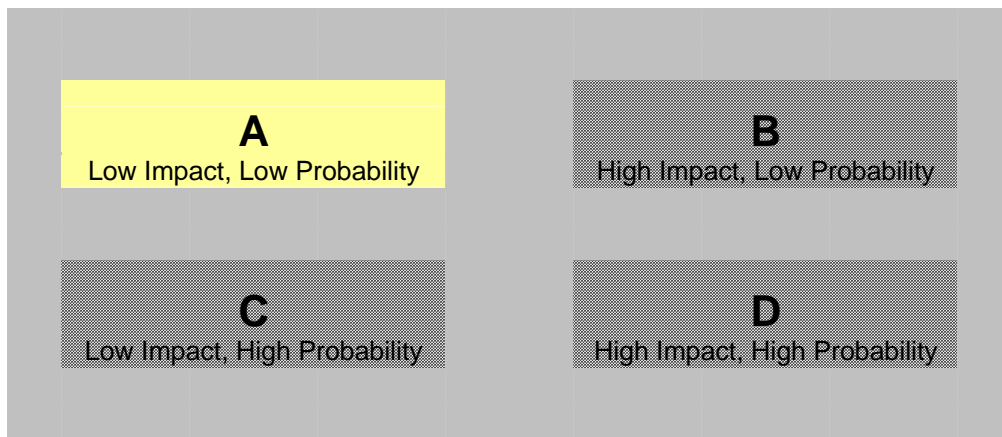 A
Low Impact, Low Probability
B
High Impact, Low Probability
C
Low Impact, High Probability
D
High Impact, High Probability